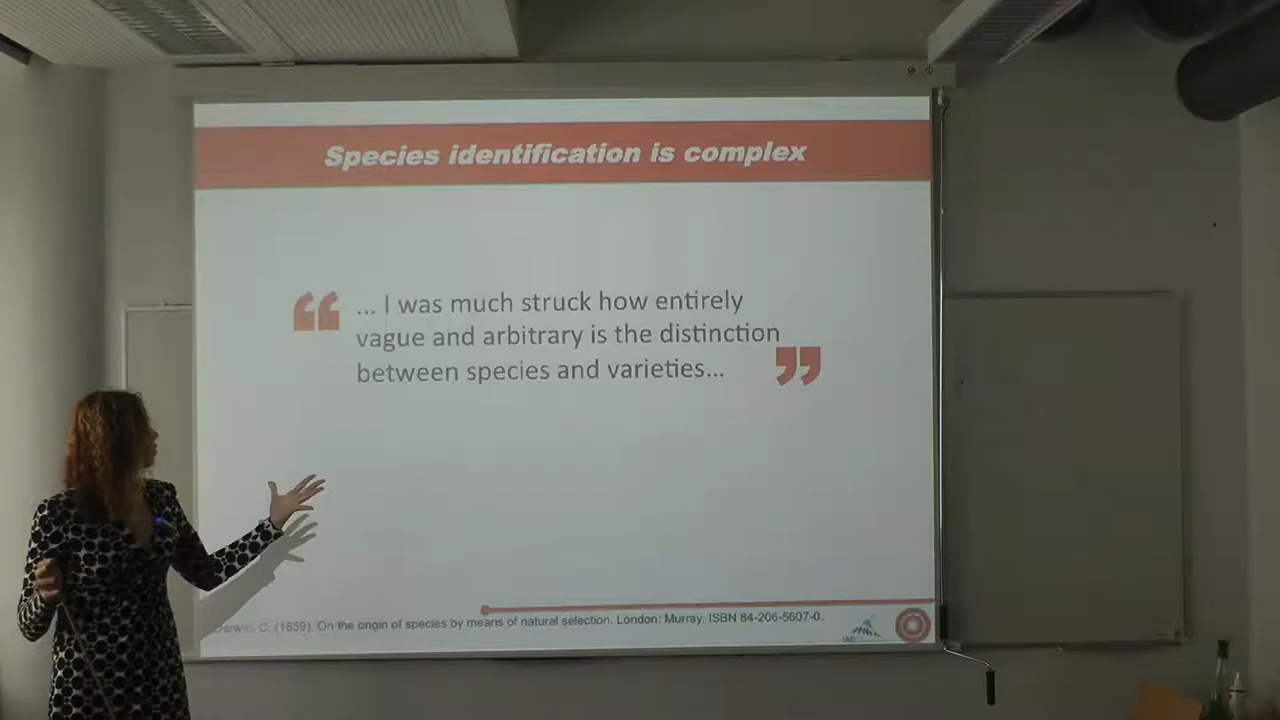 Species identification is complex
“ ... I was much struck how entirely
vague and arbitrary is the distinction
between species and varieties... ”
Darwin, C. (1859). On the origin of species by means of natural selection. London: Murray. ISBN 84-206-5607-0.